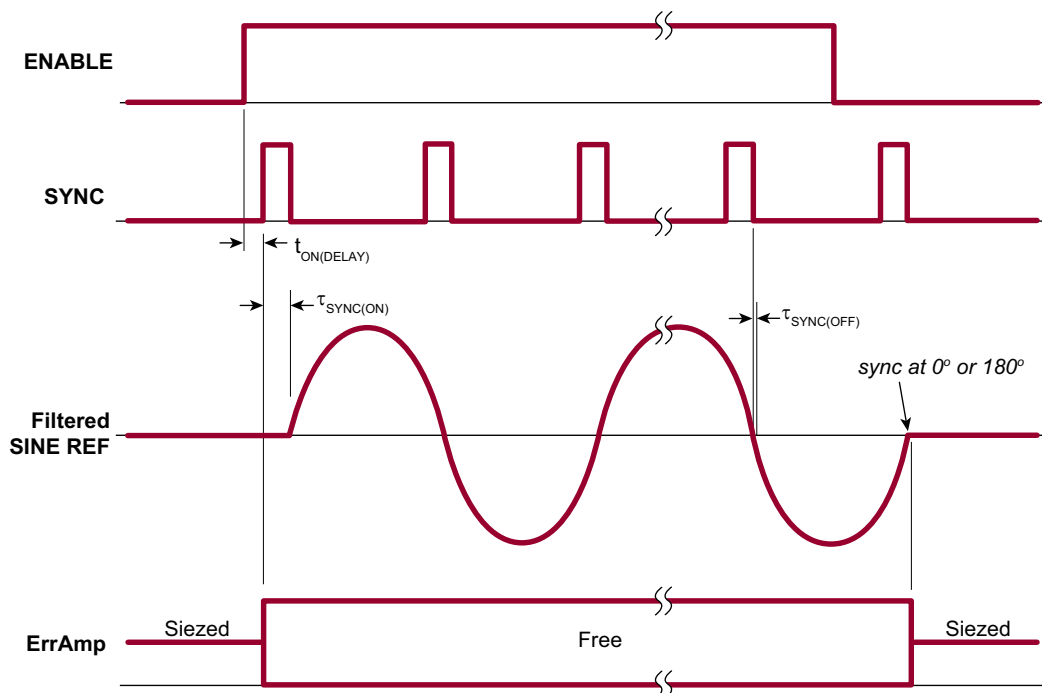 ENABLE
SYNC
tON(DELAY)
τSYNC(ON)
τSYNC(OFF)
sync at 0º or 180º
Filtered
SINE REF
Siezed
Free
Siezed
ErrAmp